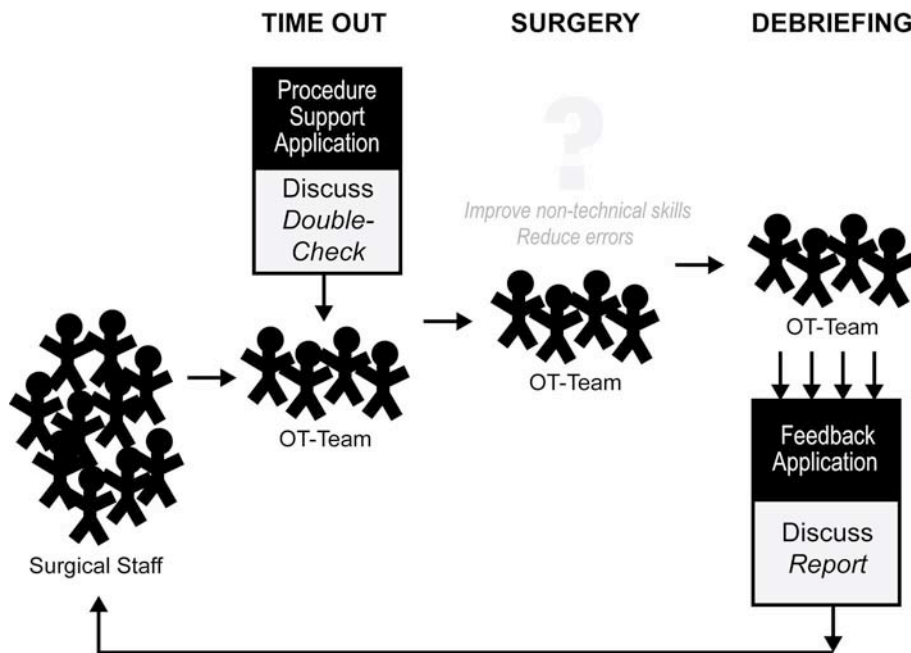 TIME OUT
SURGERY
DEBRIEFING
Procedure
Support
Application
Discuss
Double-
Check
?
Improve non-technical skills
Reduce errors
OT-Team
OT-Team
OT-Team
Surgical Staff
Feedback
Application
Discuss
Report